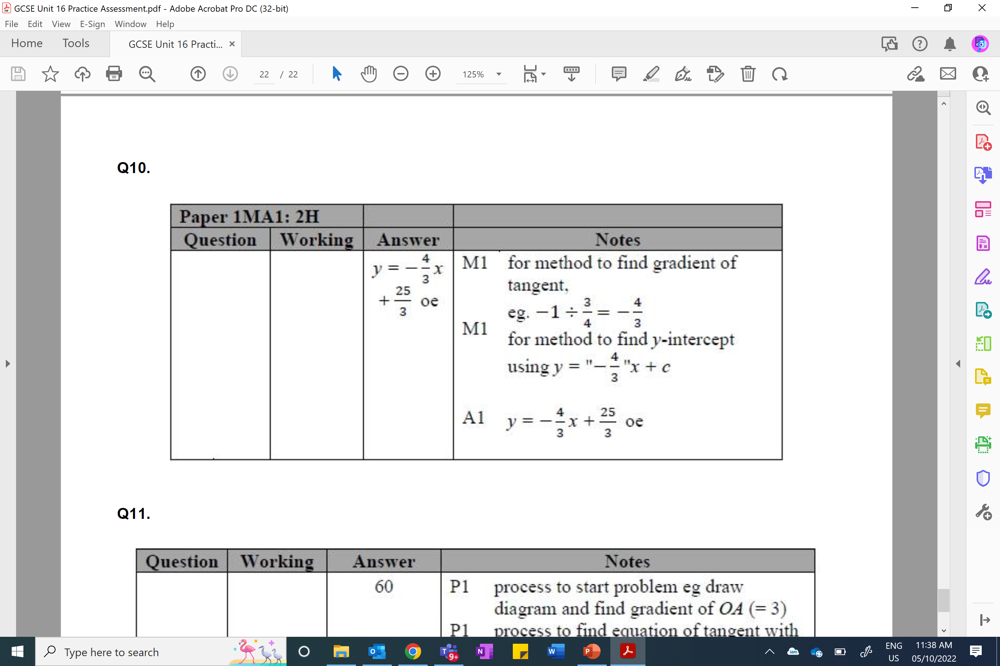 GCSE Unit 16 Practice Assessment.pdf - Adobe Acrobat Pro DC (32-bit)
File Edit View E-Sign Window Help
Home Tools GCSE Unit 16 Practi... ×
22 / 22 125%
Q10.
Paper 1MA1: 2H
Question Working Answer Notes
y = −4/3 x
+ 25/3 oe
M1 for method to find gradient of
tangent,
eg. −1 ÷ 3/4 = −4/3
M1
for method to find y-intercept
using y = "−4/3"x + c
A1 y = −4/3 x + 25/3 oe
Q11.
Question Working Answer Notes
60 P1 process to start problem eg draw
diagram and find gradient of OA (= 3)
P1 process to find equation of tangent with
Type here to search
9+
iam
ENG
US
11:38 AM
05/10/2022